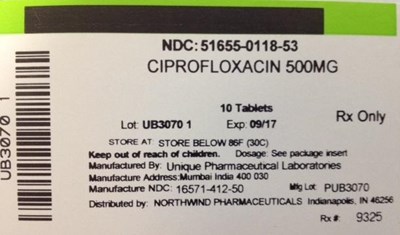 NDC: 51655-0118-53
CIPROFLOXACIN 500MG
10 Tablets
Rx Only
Lot: UB3070 1 Exp: 09/17
STORE AT STORE BELOW 86F (30C)
Keep out of reach of children. Dosage: See package insert
Manufactured By: Unique Pharmaceutical Laboratories
Manufacture Address:Mumbai India 400 030
Manufacture NDC: 16571-412-50 Mfg Lot: PUB3070
Distributed by: NORTHWIND PHARMACEUTICALS Indianapolis, IN 46256
Rx #: 9325
UB3070 1